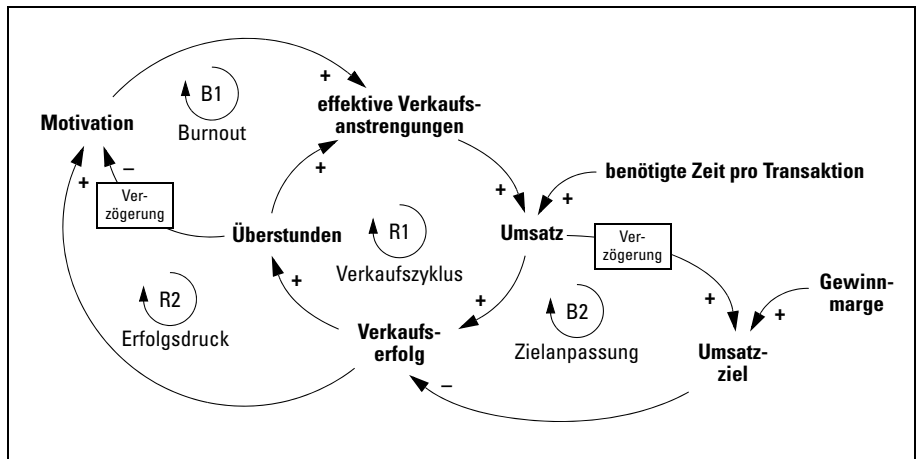 +
B1
Burnout
+
effektive Verkaufs-
anstrengungen
Motivation
+
–
Ver-
zögerung
+
+
benötigte Zeit pro Transaktion
+
Überstunden
R1
Verkaufszyklus
Umsatz
Ver-
zögerung
+
R2
Erfolgsdruck
+
B2
Zielanpassung
+
Gewinn-
marge
+
Verkaufs-
erfolg
Umsatz-
ziel
–